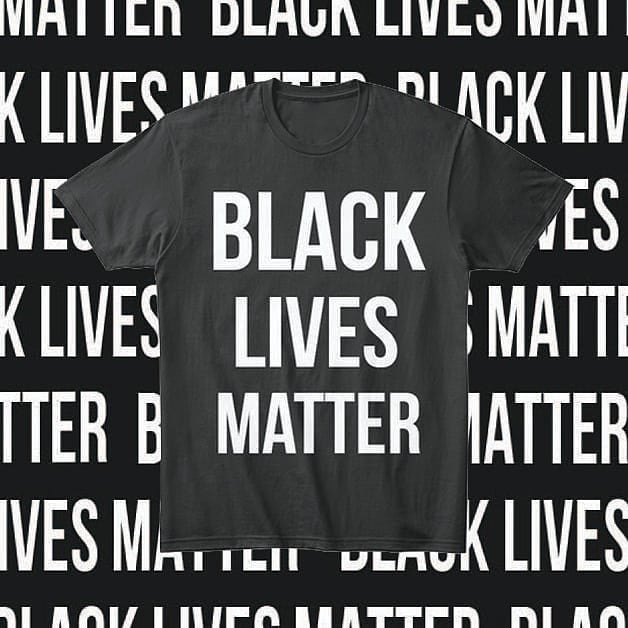 MATTER BLACK LIVES MATT
K LIVES MATTER BLACK LIV
IVES
VES
BLACK
LIVES
MATTER
K LIVES
S MATTE
TTER B
MATTER
IVES MATTER BLACK LIVES
BLACK LIVES MATTER BLAC